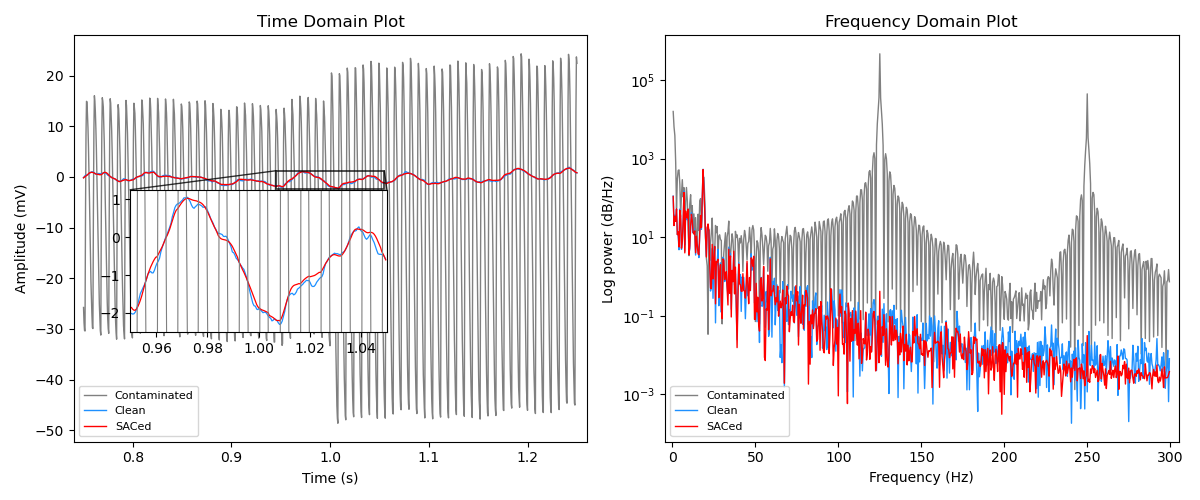 Time Domain Plot
Amplitude (mV)
20
10
0
−10
−20
−30
−40
−50
1
0
−1
−2
0.96 0.98 1.00 1.02 1.04
Contaminated
Clean
SACed
0.8 0.9 1.0 1.1 1.2
Time (s)
Frequency Domain Plot
Log power (dB/Hz)
10^5
10^3
10^1
10^−1
10^−3
Contaminated
Clean
SACed
0 50 100 150 200 250 300
Frequency (Hz)